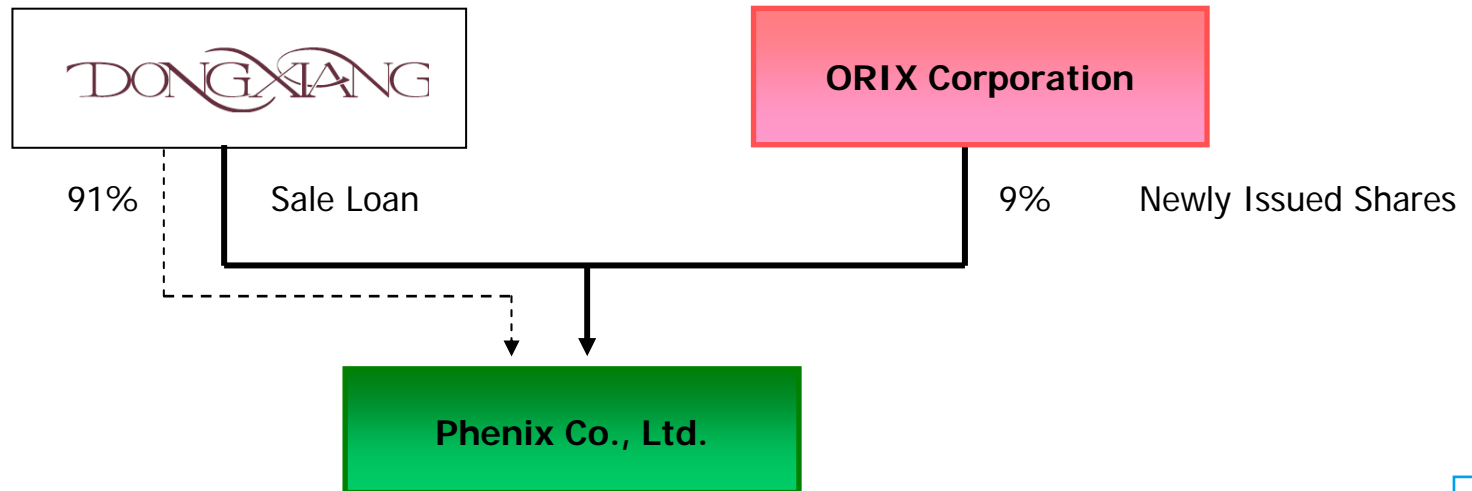 DONGXIANG
ORIX Corporation
91% Sale Loan 9% Newly Issued Shares
Phenix Co., Ltd.